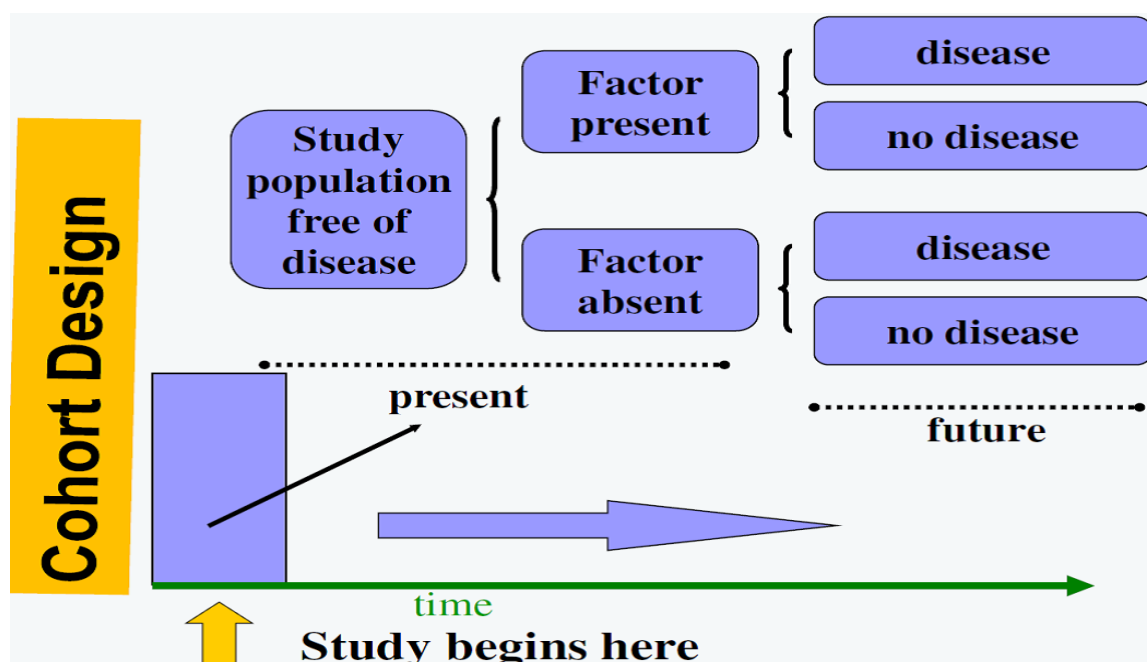 Cohort Design
Study
population
free of
disease
Factor
present
Factor
absent
disease
no disease
disease
no disease
present
future
time
Study begins here